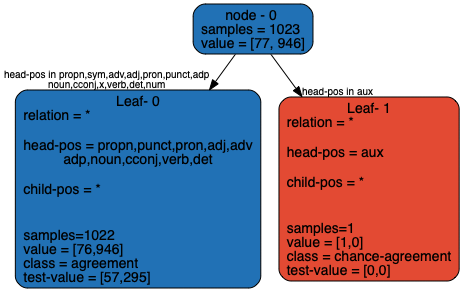 node - 0
samples = 1023
value = [77, 946]
head-pos in propn,sym,adv,adj,pron,punct,adp
noun,cconj,x,verb,det,num
head-pos in aux
Leaf- 0
relation = *
head-pos = propn,punct,pron,adj,adv
adp,noun,cconj,verb,det
child-pos = *
samples=1022
value = [76,946]
class = agreement
test-value = [57,295]
Leaf- 1
relation = *
head-pos = aux
child-pos = *
samples=1
value = [1,0]
class = chance-agreement
test-value = [0,0]